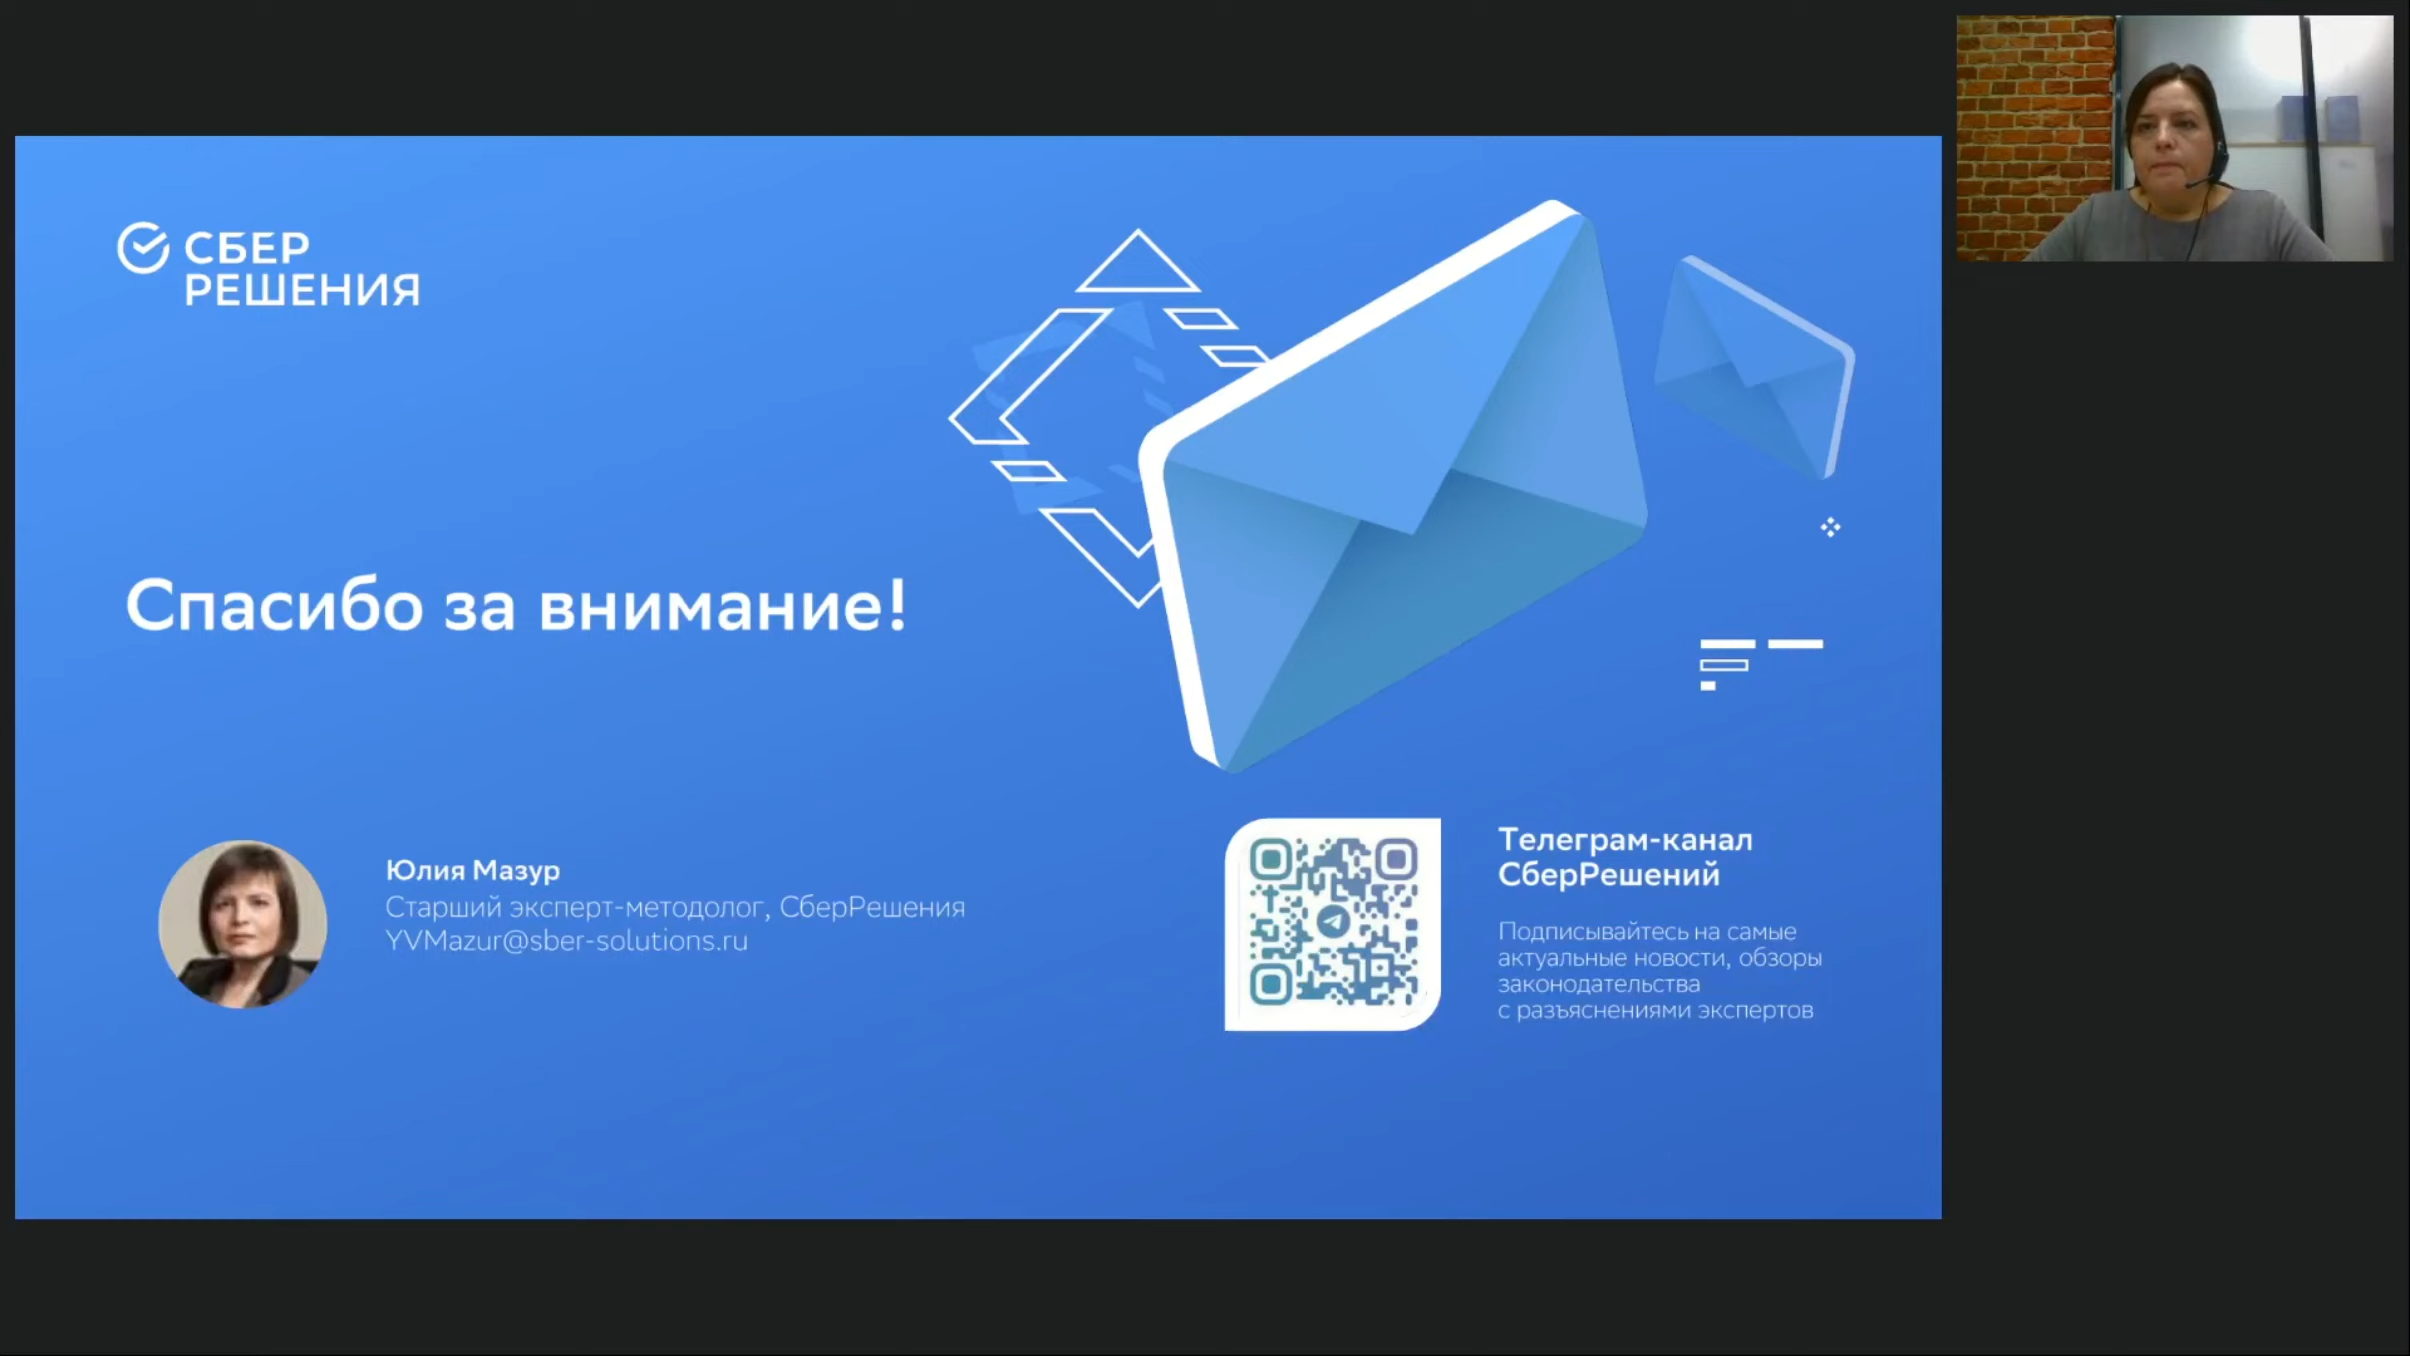 СБЕР
РЕШЕНИЯ
Спасибо за внимание!
Юлия Мазур
Старший эксперт-методолог, СберРешения
YVMazur@sber-solutions.ru
Телеграм-канал
СберРешений
Подписывайтесь на самые
актуальные новости, обзоры
законодательства
с разъяснениями экспертов